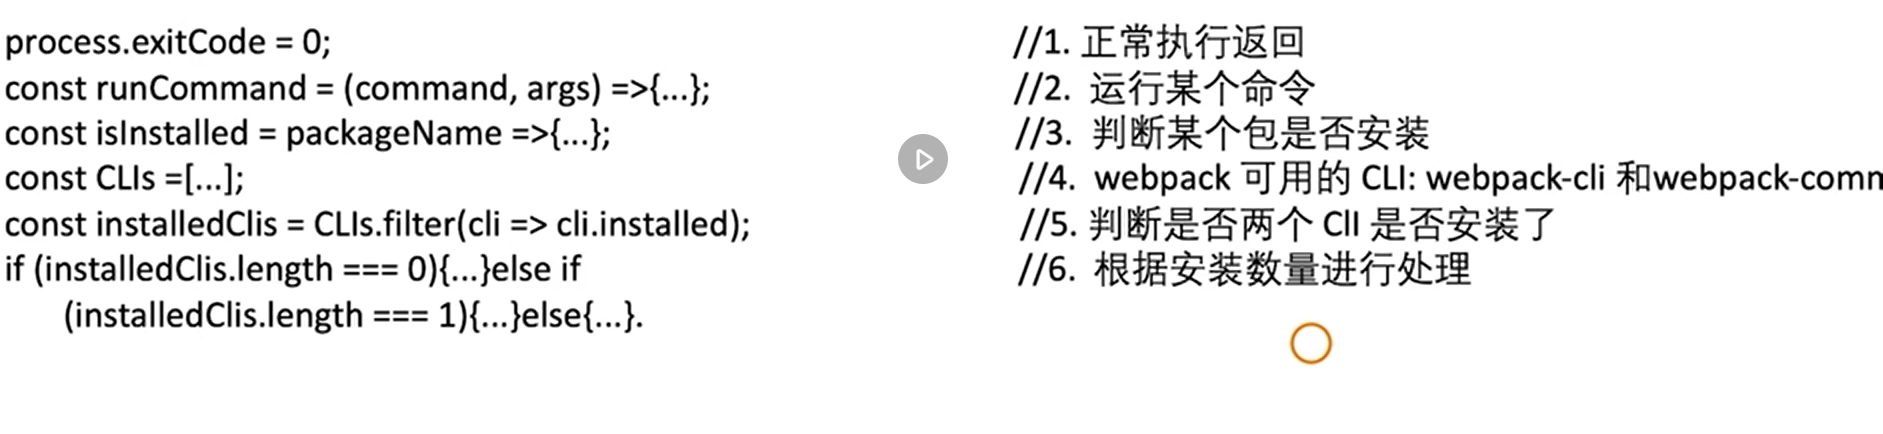 process.exitCode = 0; //1. 正常执行返回
const runCommand = (command, args) =>{...}; //2. 运行某个命令
const isInstalled = packageName =>{...}; //3. 判断某个包是否安装
const CLIs =[...]; //4. webpack 可用的 CLI: webpack-cli 和webpack-comm
const installedClis = CLIs.filter(cli => cli.installed); //5. 判断是否两个 ClI 是否安装了
if (installedClis.length === 0){...}else if //6. 根据安装数量进行处理
(installedClis.length === 1){...}else{...}.